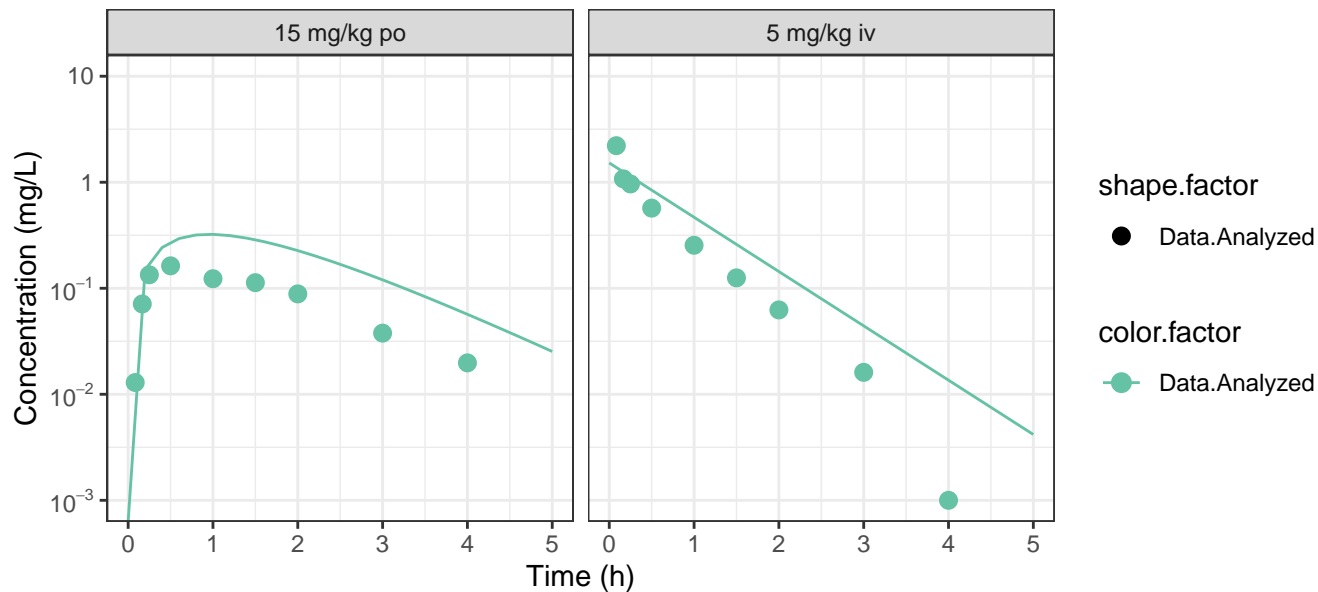 15 mg/kg po
5 mg/kg iv
Concentration (mg/L)
10
1
10⁻¹
10⁻²
10⁻³
0 1 2 3 4 5
0 1 2 3 4 5
Time (h)
shape.factor
Data.Analyzed
color.factor
Data.Analyzed